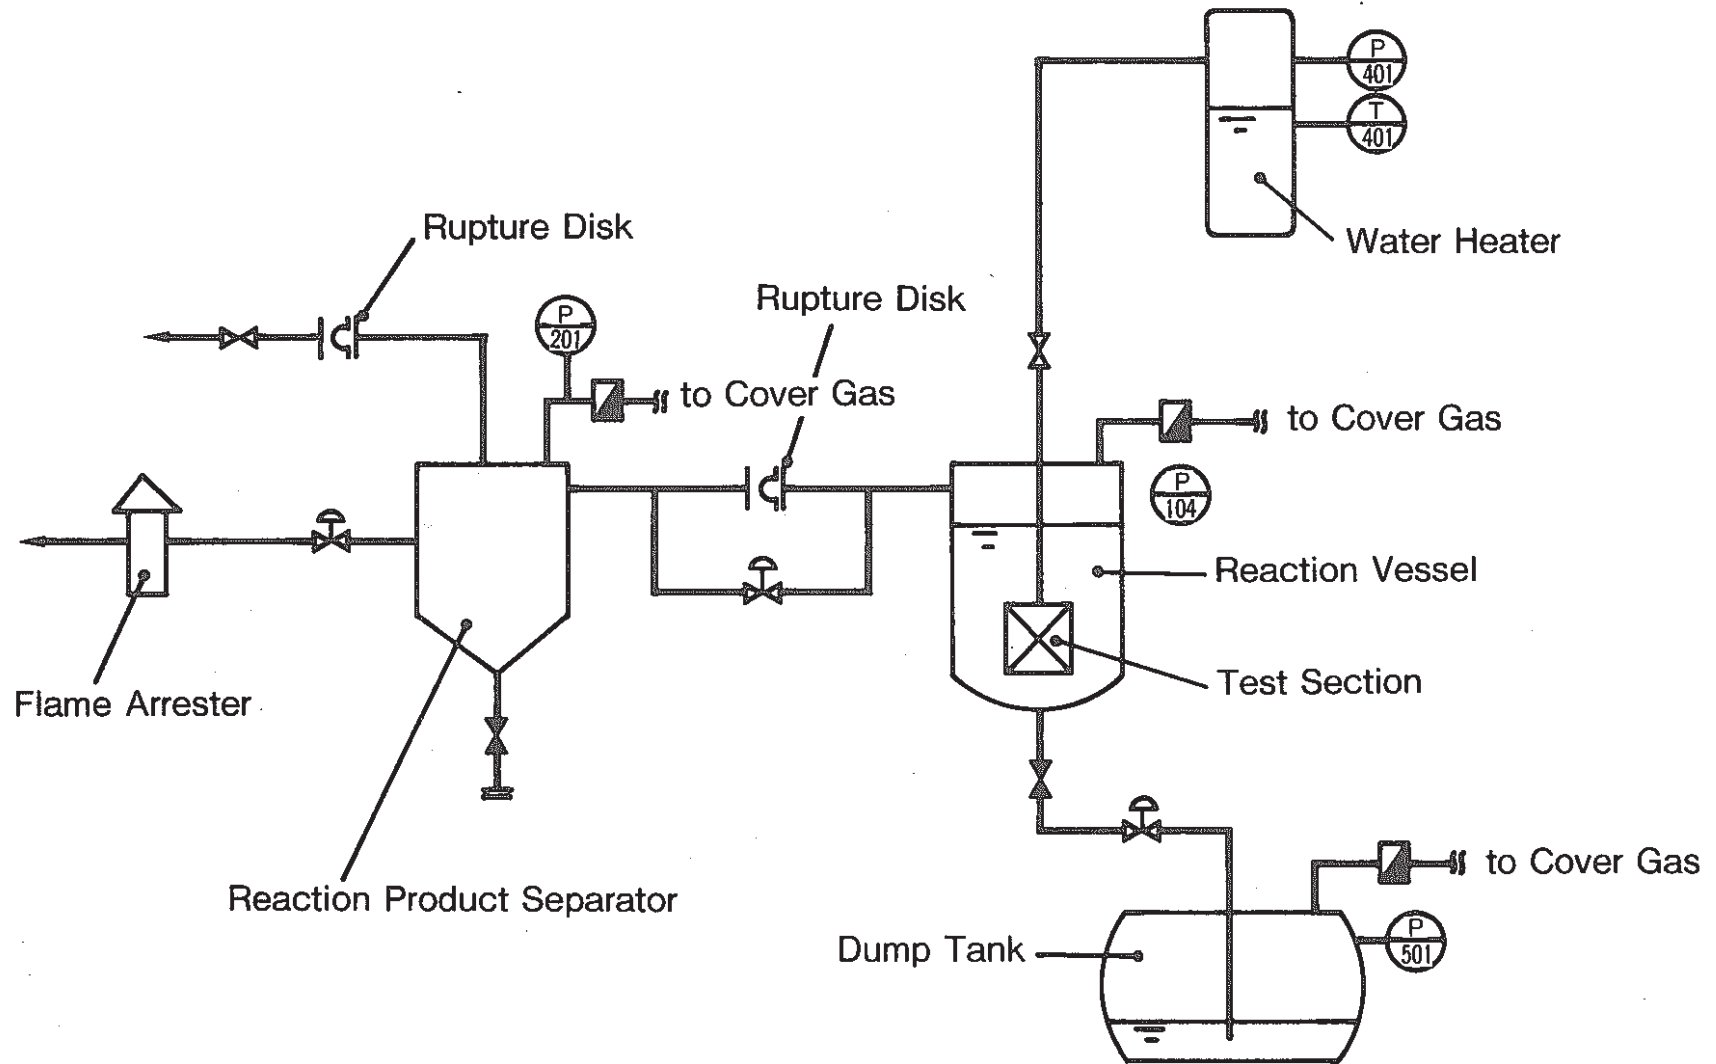 P
401
T
401
Water Heater
Rupture Disk
Rupture Disk
P
201
to Cover Gas
to Cover Gas
P
104
Reaction Vessel
Test Section
Flame Arrester
Reaction Product Separator
to Cover Gas
Dump Tank
P
501